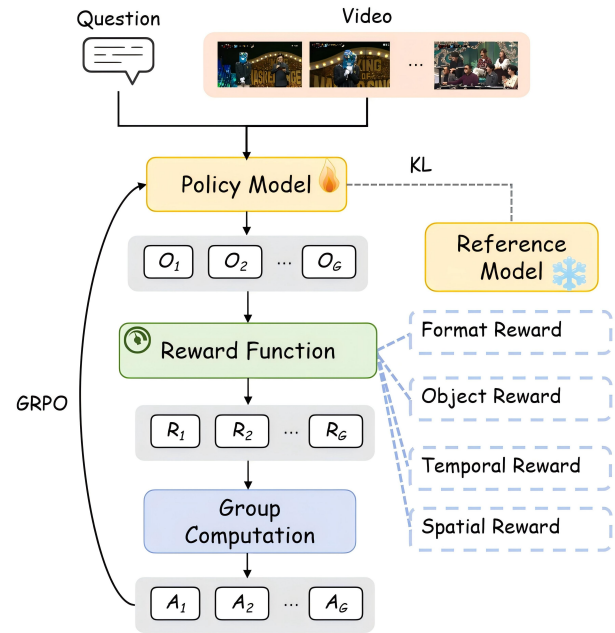 Question
Video
...
Policy Model
KL
Reference
Model
O1 O2 ... OG
Reward Function
Format Reward
Object Reward
Temporal Reward
Spatial Reward
GRPO
R1 R2 ... RG
Group
Computation
A1 A2 ... AG